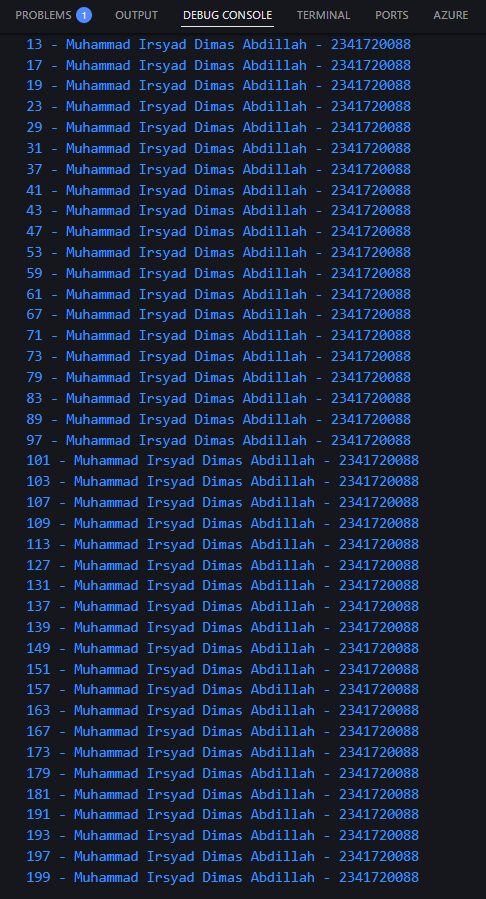 PROBLEMS 1 OUTPUT DEBUG CONSOLE TERMINAL PORTS AZURE
13 - Muhammad Irsyad Dimas Abdillah - 2341720088
17 - Muhammad Irsyad Dimas Abdillah - 2341720088
19 - Muhammad Irsyad Dimas Abdillah - 2341720088
23 - Muhammad Irsyad Dimas Abdillah - 2341720088
29 - Muhammad Irsyad Dimas Abdillah - 2341720088
31 - Muhammad Irsyad Dimas Abdillah - 2341720088
37 - Muhammad Irsyad Dimas Abdillah - 2341720088
41 - Muhammad Irsyad Dimas Abdillah - 2341720088
43 - Muhammad Irsyad Dimas Abdillah - 2341720088
47 - Muhammad Irsyad Dimas Abdillah - 2341720088
53 - Muhammad Irsyad Dimas Abdillah - 2341720088
59 - Muhammad Irsyad Dimas Abdillah - 2341720088
61 - Muhammad Irsyad Dimas Abdillah - 2341720088
67 - Muhammad Irsyad Dimas Abdillah - 2341720088
71 - Muhammad Irsyad Dimas Abdillah - 2341720088
73 - Muhammad Irsyad Dimas Abdillah - 2341720088
79 - Muhammad Irsyad Dimas Abdillah - 2341720088
83 - Muhammad Irsyad Dimas Abdillah - 2341720088
89 - Muhammad Irsyad Dimas Abdillah - 2341720088
97 - Muhammad Irsyad Dimas Abdillah - 2341720088
101 - Muhammad Irsyad Dimas Abdillah - 2341720088
103 - Muhammad Irsyad Dimas Abdillah - 2341720088
107 - Muhammad Irsyad Dimas Abdillah - 2341720088
109 - Muhammad Irsyad Dimas Abdillah - 2341720088
113 - Muhammad Irsyad Dimas Abdillah - 2341720088
127 - Muhammad Irsyad Dimas Abdillah - 2341720088
131 - Muhammad Irsyad Dimas Abdillah - 2341720088
137 - Muhammad Irsyad Dimas Abdillah - 2341720088
139 - Muhammad Irsyad Dimas Abdillah - 2341720088
149 - Muhammad Irsyad Dimas Abdillah - 2341720088
151 - Muhammad Irsyad Dimas Abdillah - 2341720088
157 - Muhammad Irsyad Dimas Abdillah - 2341720088
163 - Muhammad Irsyad Dimas Abdillah - 2341720088
167 - Muhammad Irsyad Dimas Abdillah - 2341720088
173 - Muhammad Irsyad Dimas Abdillah - 2341720088
179 - Muhammad Irsyad Dimas Abdillah - 2341720088
181 - Muhammad Irsyad Dimas Abdillah - 2341720088
191 - Muhammad Irsyad Dimas Abdillah - 2341720088
193 - Muhammad Irsyad Dimas Abdillah - 2341720088
197 - Muhammad Irsyad Dimas Abdillah - 2341720088
199 - Muhammad Irsyad Dimas Abdillah - 2341720088